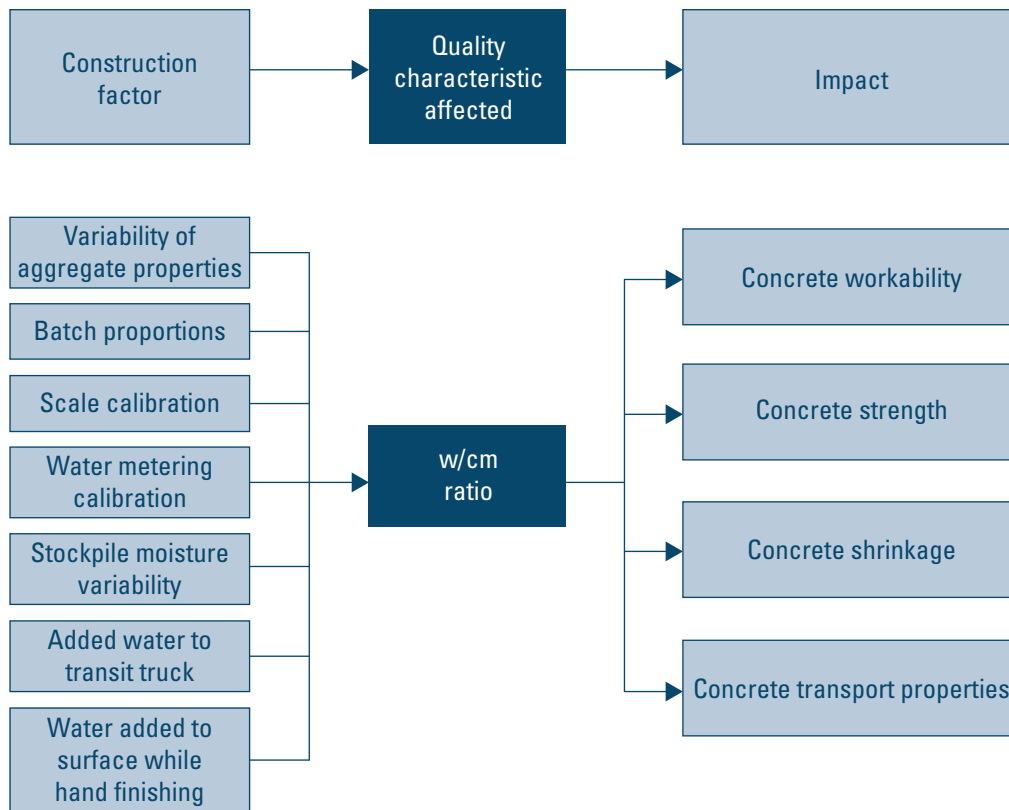 Construction
factor
Quality
characteristic
affected
Impact
Variability of
aggregate properties
Batch proportions
Scale calibration
Water metering
calibration
Stockpile moisture
variability
Added water to
transit truck
Water added to
surface while
hand finishing
w/cm
ratio
Concrete workability
Concrete strength
Concrete shrinkage
Concrete transport properties